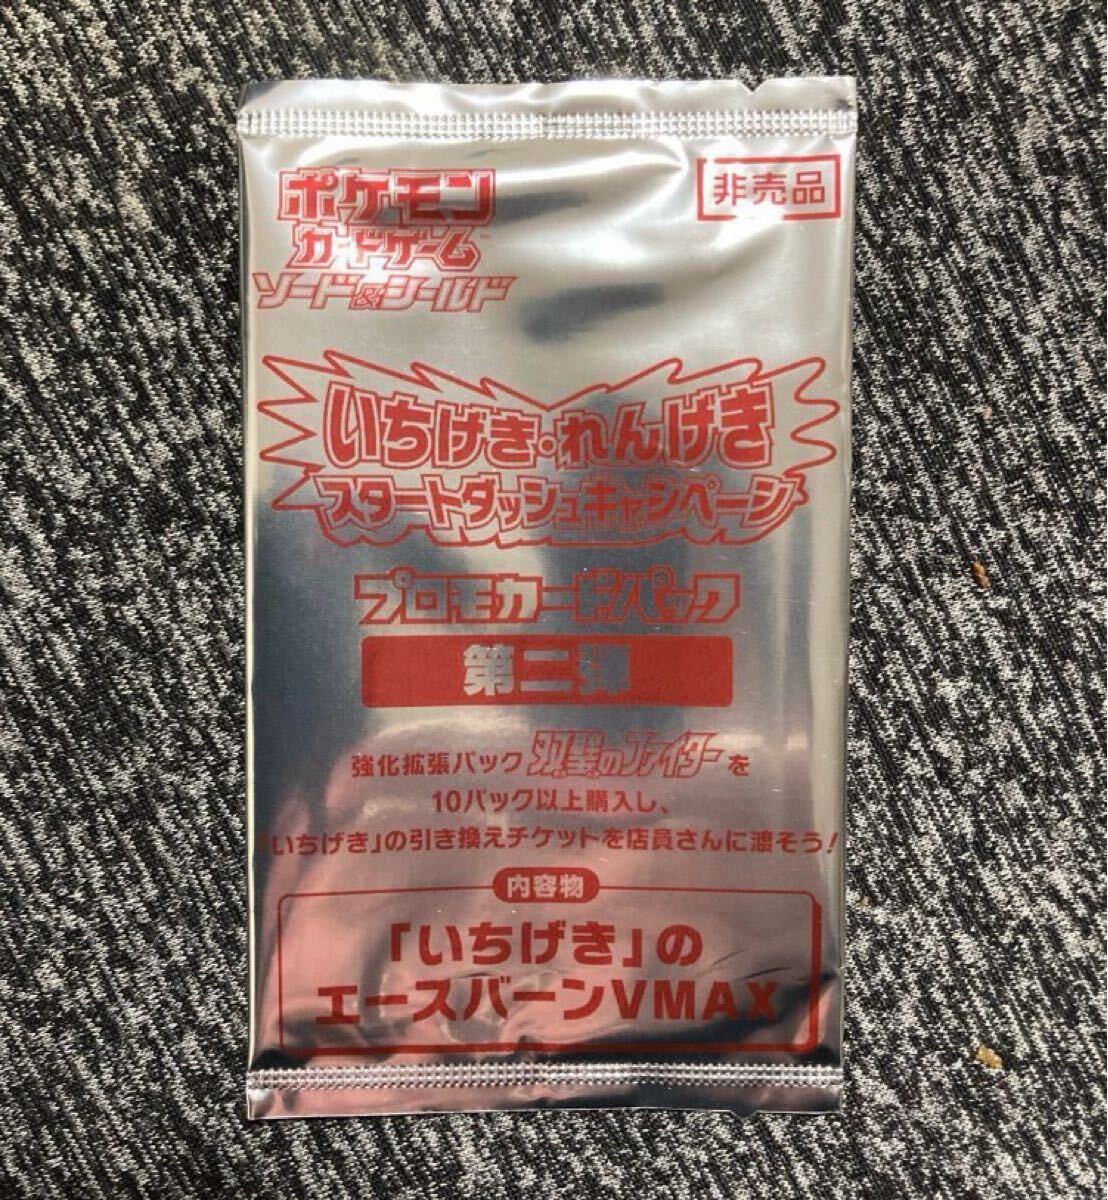 ポケモン
カードゲーム™
ソード&シールド
非売品
いちげき・れんげき
スタートダッシュキャンペーン
プロモカードパック
第二弾
強化拡張パック 双璧のファイターを
10パック以上購入し、
「いちげき」の引き換えチケットを店員さんに渡そう!
内容物
「いちげき」の
エースバーンVMAX